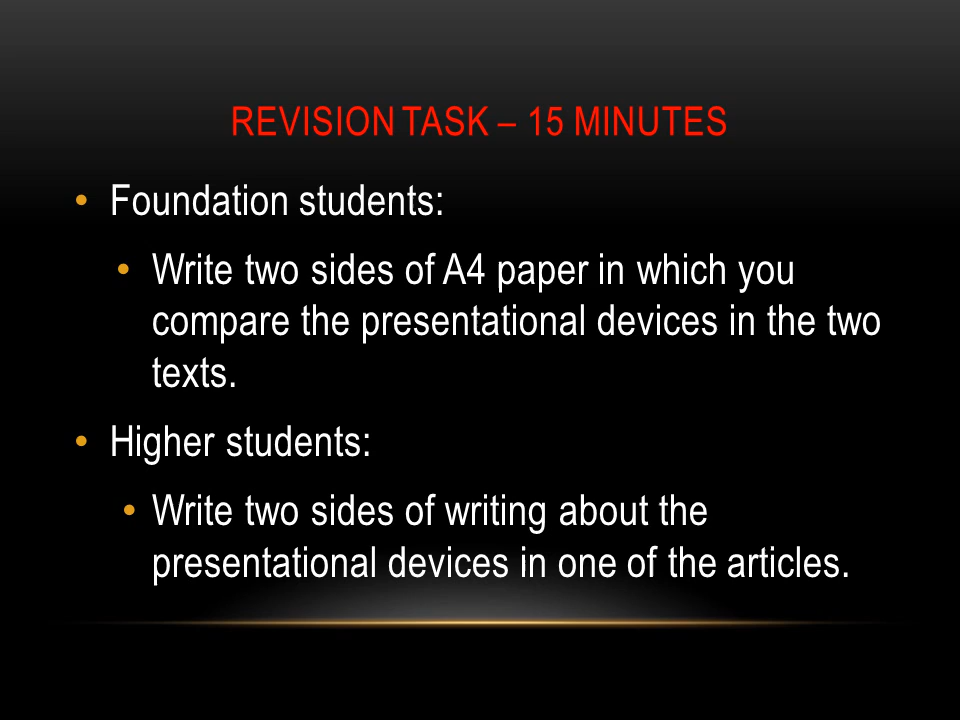 REVISION TASK – 15 MINUTES
• Foundation students:
• Write two sides of A4 paper in which you
compare the presentational devices in the two
texts.
• Higher students:
• Write two sides of writing about the
presentational devices in one of the articles.